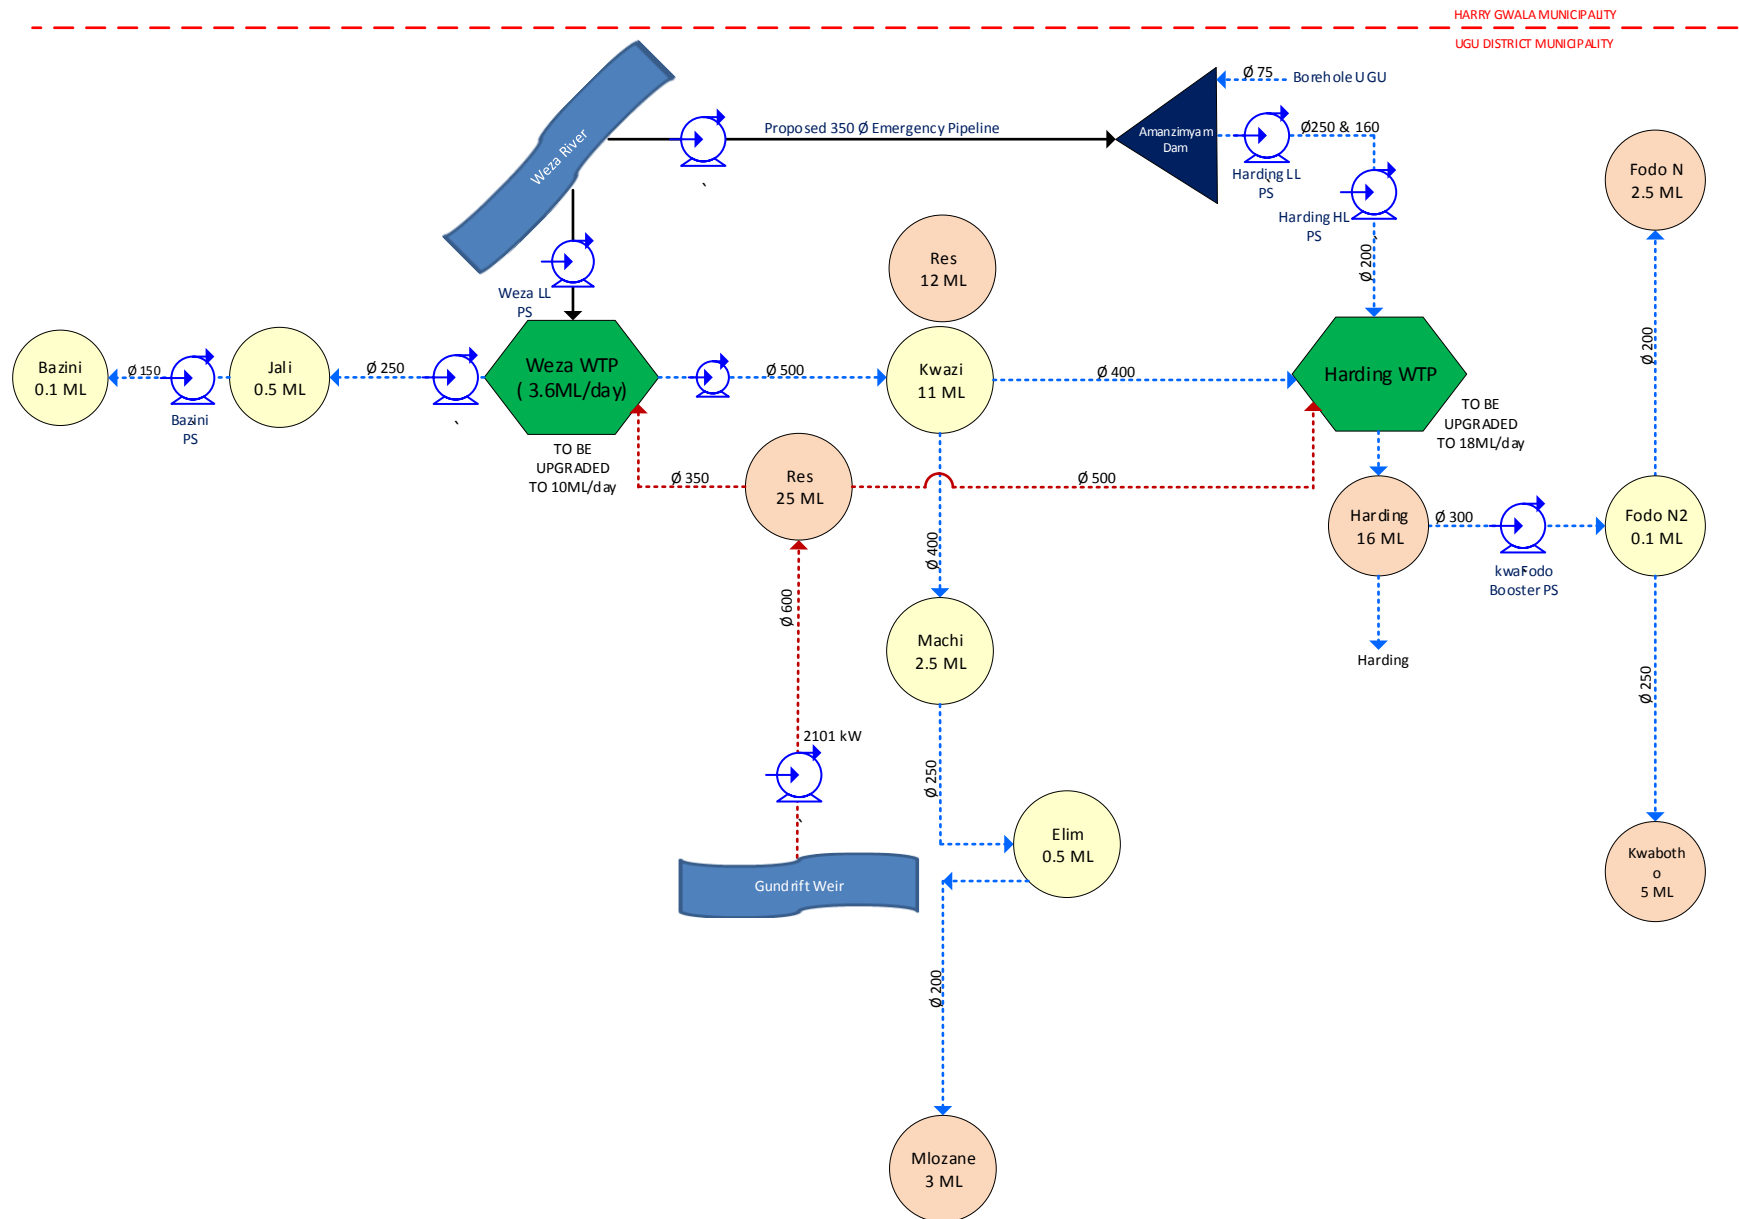 HARRY GWALA MUNICIPALITY
UGU DISTRICT MUNICIPALITY
Ø 75
Borehole UGU
Weza River
Proposed 350 Ø Emergency Pipeline
Amanzimyam
Dam
Ø250 & 160
Harding LL
PS
Harding HL
PS
Ø 200
Fodo N
2.5 ML
Res
12 ML
Weza LL
PS
Bazini
0.1 ML
Ø 150
Bazini
PS
Jali
0.5 ML
Ø 250
Weza WTP
( 3.6ML/day)
TO BE
UPGRADED
TO 10ML/day
Ø 500
Kwazi
11 ML
Ø 400
Harding WTP
TO BE
UPGRADED
TO 18ML/day
Ø 200
Ø 350
Res
25 ML
Ø 500
Harding
16 ML
Ø 300
kwaFodo
Booster PS
Fodo N2
0.1 ML
Ø 400
Ø 600
Machi
2.5 ML
Harding
Ø 250
2101 kW
Ø 250
Elim
0.5 ML
Gundrift Weir
Kwaboth
o
5 ML
Ø 200
Mlozane
3 ML